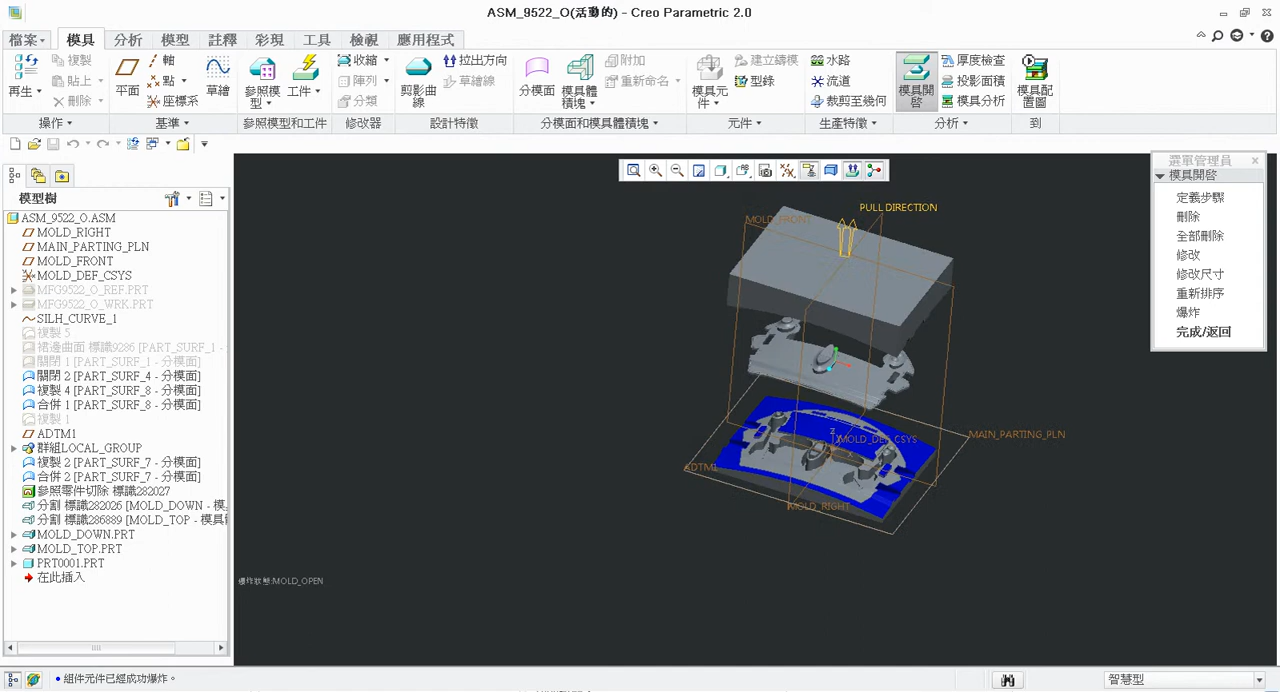 ASM_9522_O(活動的) - Creo Parametric 2.0
檔案 模具 分析 模型 註釋 彩現 工具 檢視 應用程式
再生 複製 貼上 刪除
平面 軸 點 座標系 草繪
參照模型 工件
收縮 陣列 分類
剪影曲線 拉出方向 草繪線
分模面 模具體積塊 附加 重新命名
模具元件 建立鑄模 型錄
水路 流道 裁剪至幾何
模具開啓 厚度檢查 投影面積 模具分析
模具配置圖
操作 基準 參照模型和工件 修改器 設計特徵 分模面和模具體積塊 元件 生產特徵 分析 到
模型樹
ASM_9522_O.ASM
MOLD_RIGHT
MAIN_PARTING_PLN
MOLD_FRONT
MOLD_DEF_CSYS
MFG9522_O_REF.PRT
MFG9522_O_WRK.PRT
SILH_CURVE_1
複製 5
裙邊曲面 標識9286 [PART_SURF_1 -
關閉 1 [PART_SURF_1 - 分模面]
關閉 2 [PART_SURF_4 - 分模面]
複製 4 [PART_SURF_8 - 分模面]
合併 1 [PART_SURF_8 - 分模面]
複製 1
ADTM1
群組LOCAL_GROUP
複製 2 [PART_SURF_7 - 分模面]
合併 2 [PART_SURF_7 - 分模面]
參照零件切除 標識282027
分割 標識282026 [MOLD_DOWN - 模
分割 標識286889 [MOLD_TOP - 模具
MOLD_DOWN.PRT
MOLD_TOP.PRT
PRT0001.PRT
在此插入
PULL DIRECTION
MOLD_FRONT
MAIN_PARTING_PLN
MOLD_DEF_CSYS
Z
X
ADTM1
MOLD_RIGHT
爆炸狀態:MOLD_OPEN
選單管理員
模具開啓
定義步驟
刪除
全部刪除
修改
修改尺寸
重新排序
爆炸
完成/返回
組件元件已經成功爆炸。
智慧型